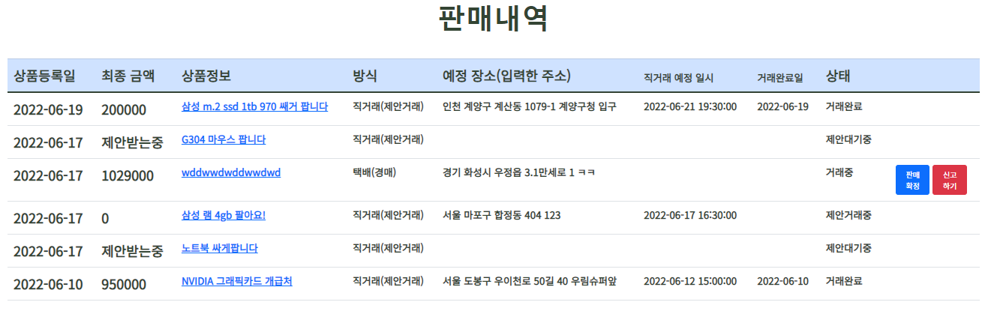 판매내역
상품등록일 최종 금액 상품정보 방식 예정 장소(입력한 주소) 직거래 예정 일시 거래완료일 상태
2022-06-19 200000 삼성 m.2 ssd 1tb 970 쌔거 팝니다 직거래(제안거래) 인천 계양구 계산동 1079-1 계양구청 입구 2022-06-21 19:30:00 2022-06-19 거래완료
2022-06-17 제안받는중 G304 마우스 팝니다 직거래(제안거래) 제안대기중
2022-06-17 1029000 wddwwdwddwwdwd 택배(경매) 경기 화성시 우정읍 3.1만세로 1 ㅋㅋ 거래중 판매 신고
확정 하기
2022-06-17 0 삼성 램 4gb 팔아요! 직거래(제안거래) 서울 마포구 합정동 404 123 2022-06-17 16:30:00 제안거래중
2022-06-17 제안받는중 노트북 싸게팝니다 직거래(제안거래) 제안대기중
2022-06-10 950000 NVIDIA 그래픽카드 개급처 직거래(제안거래) 서울 도봉구 우이천로 50길 40 우림슈퍼앞 2022-06-12 15:00:00 2022-06-10 거래완료